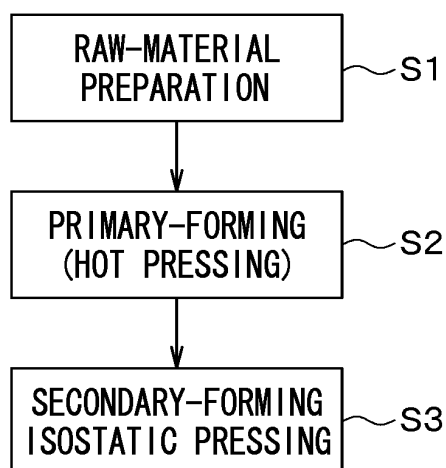 RAW-MATERIAL
PREPARATION
S1
PRIMARY-FORMING
(HOT PRESSING)
S2
SECONDARY-FORMING
ISOSTATIC PRESSING
S3